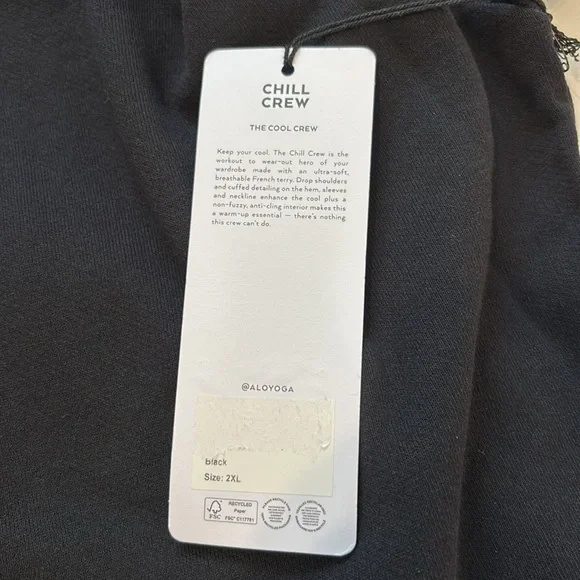 CHILL
CREW
THE COOL CREW
Keep your cool. The Chill Crew is the
workout to wear-out hero of your
wardrobe made with an ultra-soft,
breathable French terry. Drop shoulders
and cuffed detailing on the hem, sleeves
and neckline enhance the cool plus a
non-fuzzy, anti-cling interior makes this
a warm-up essential — there's nothing
this crew can't do.
@ALOYOGA
Black
Size: 2XL
FSC
RECYCLED
Paper
FSC® C117781